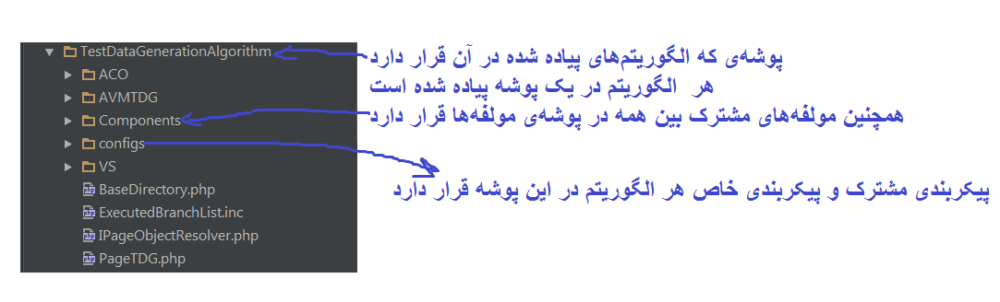 TestDataGenerationAlgorithm
پوشه‌ی که الگوریتم‌های پیاده شده در آن قرار دارد
ACO
هر الگوریتم در یک پوشه پیاده شده است
AVMTDG
Components
همچنین مولفه‌های مشترک بین همه در پوشه‌ی مولفه‌ها قرار دارد
configs
VS
پیکربندی مشترک و پیکربندی خاص هر الگوریتم در این پوشه قرار دارد
BaseDirectory.php
ExecutedBranchList.inc
IPageObjectResolver.php
PageTDG.php